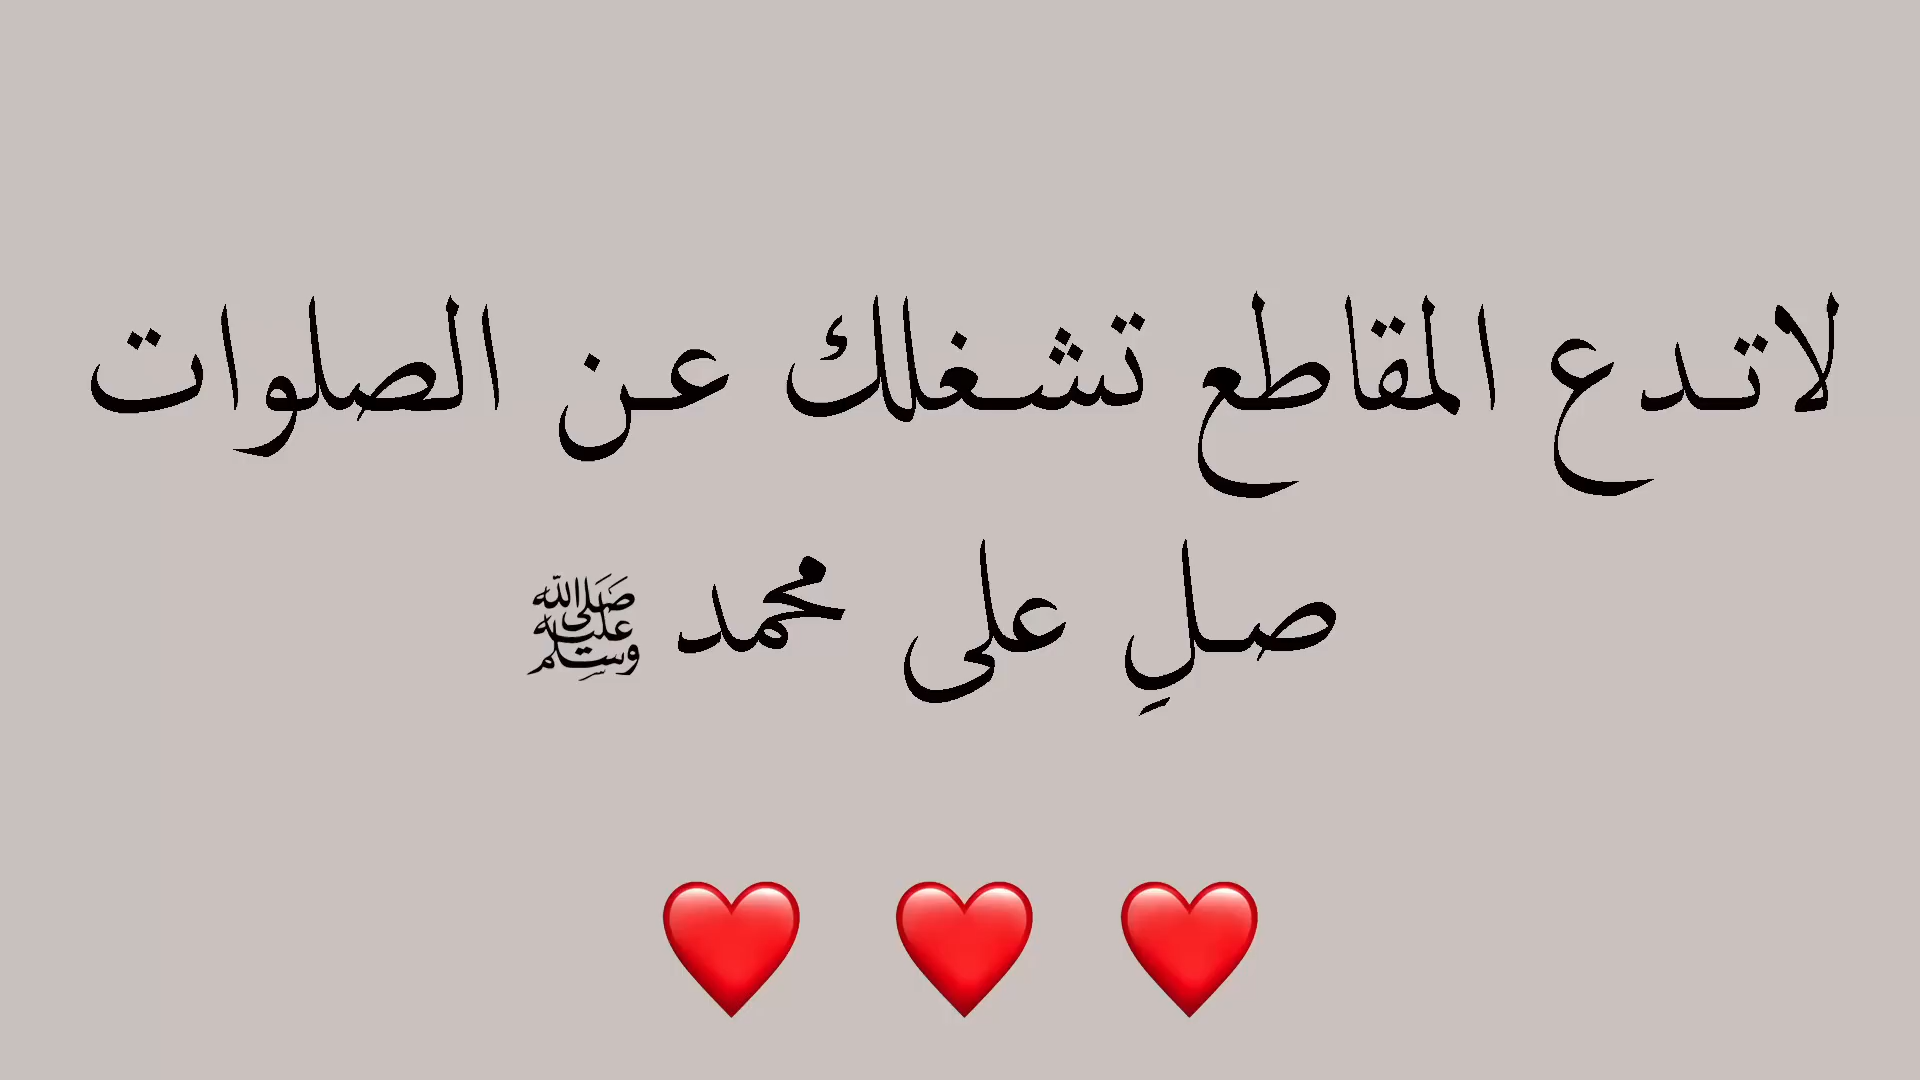 لاتدع المقاطع تشغلك عن الصلوات
صلِ على محمد ﷺ
❤️ ❤️ ❤️